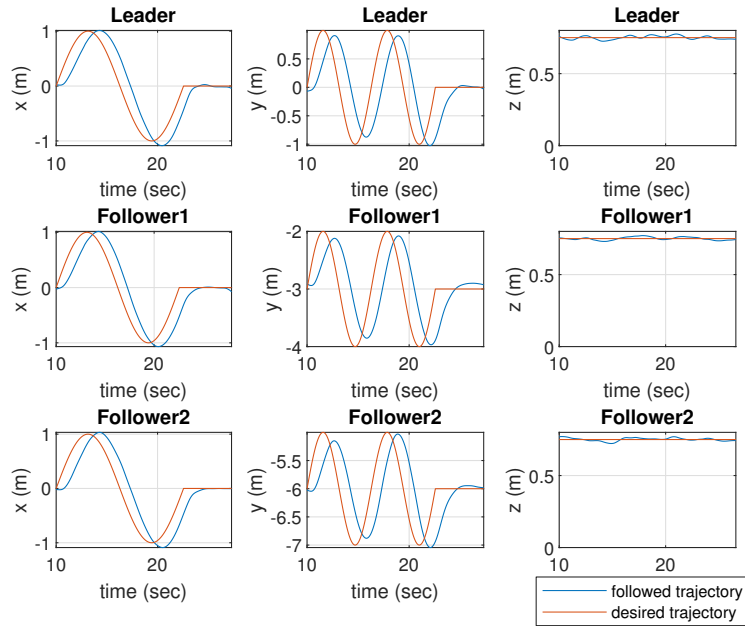 Leader
Leader
Leader
x (m)
1
0
-1
10
20
time (sec)
y (m)
0.5
0
-0.5
-1
10
20
time (sec)
z (m)
0.5
0
10
20
time (sec)
Follower1
Follower1
Follower1
x (m)
1
0
-1
10
20
time (sec)
y (m)
-2
-3
-4
10
20
time (sec)
z (m)
0.5
0
10
20
time (sec)
Follower2
Follower2
Follower2
x (m)
1
0
-1
10
20
time (sec)
y (m)
-5.5
-6
-6.5
-7
10
20
time (sec)
z (m)
0.5
0
10
20
time (sec)
followed trajectory
desired trajectory